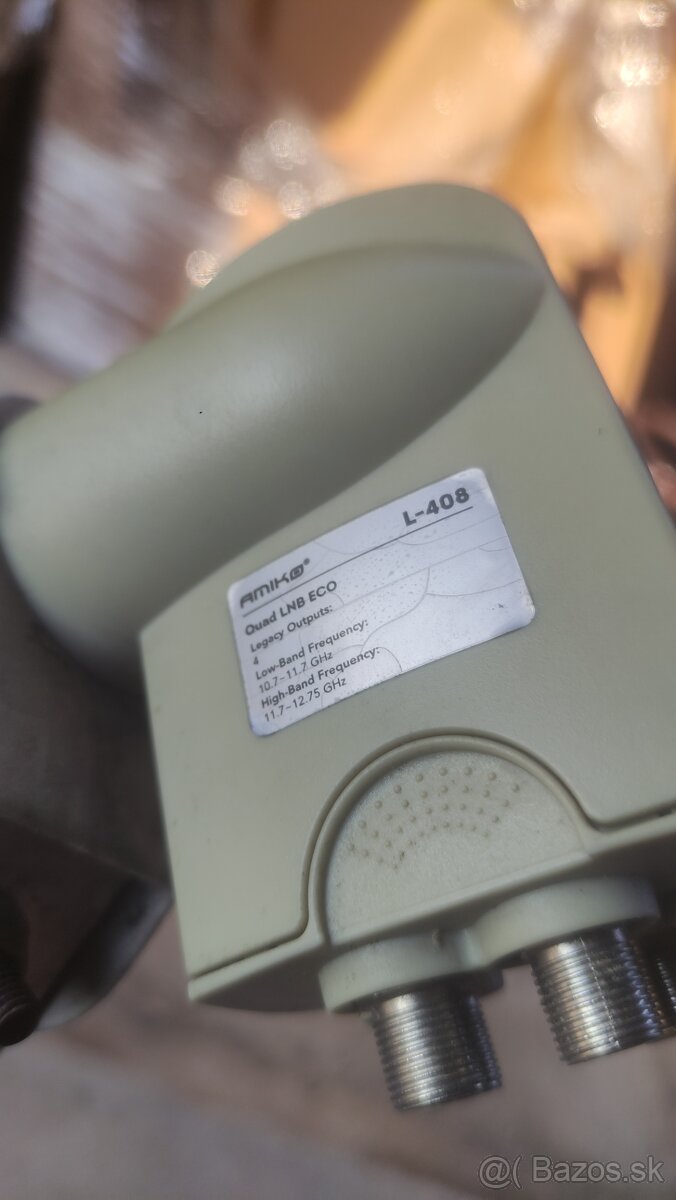 AMIKO® L-408
Quad LNB ECO
Legacy Outputs:
4
Low-Band Frequency:
10.7~11.7 GHz
High-Band Frequency:
11.7~12.75 GHz
@( Bazos.sk